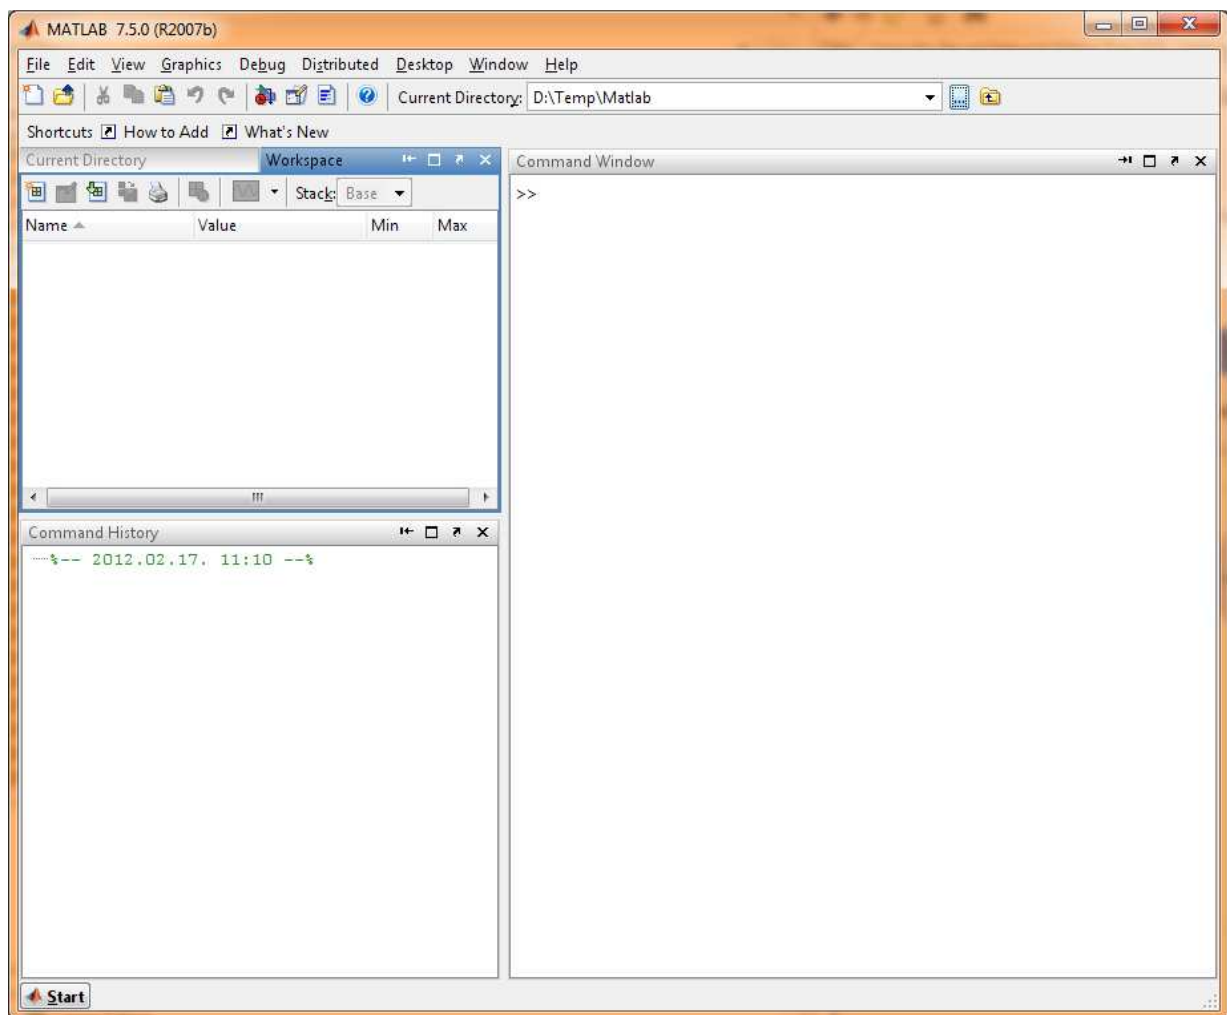 MATLAB 7.5.0 (R2007b)
File Edit View Graphics Debug Distributed Desktop Window Help
Current Directory: D:\Temp\Matlab
Shortcuts How to Add What's New
Current Directory Workspace
Stack: Base
Name Value Min Max
Command History
%-- 2012.02.17. 11:10 --%
Command Window
>>
Start